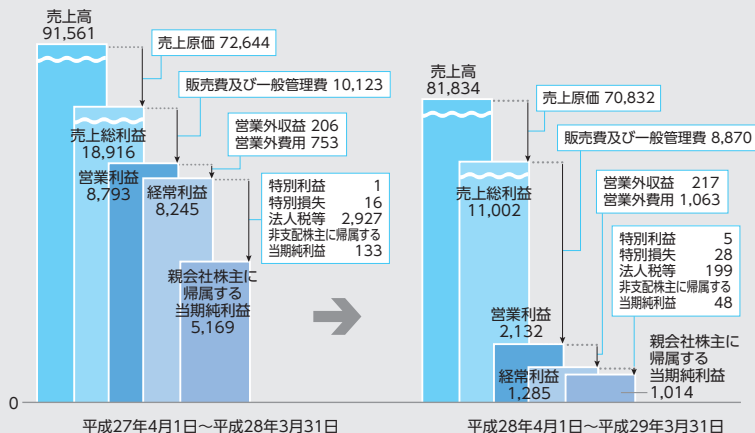 売上高
91,561
売上原価 72,644
販売費及び一般管理費 10,123
売上総利益
18,916
営業外収益 206
営業外費用 753
営業利益
8,793
経常利益
8,245
特別利益 1
特別損失 16
法人税等 2,927
非支配株主に帰属する
当期純利益 133
親会社株主に
帰属する
当期純利益
5,169
売上高
81,834
売上原価 70,832
販売費及び一般管理費 8,870
売上総利益
11,002
営業外収益 217
営業外費用 1,063
特別利益 5
特別損失 28
法人税等 199
非支配株主に帰属する
当期純利益 48
営業利益
2,132
経常利益
1,285
親会社株主に
帰属する
当期純利益
1,014
0
平成27年4月1日～平成28年3月31日
平成28年4月1日～平成29年3月31日